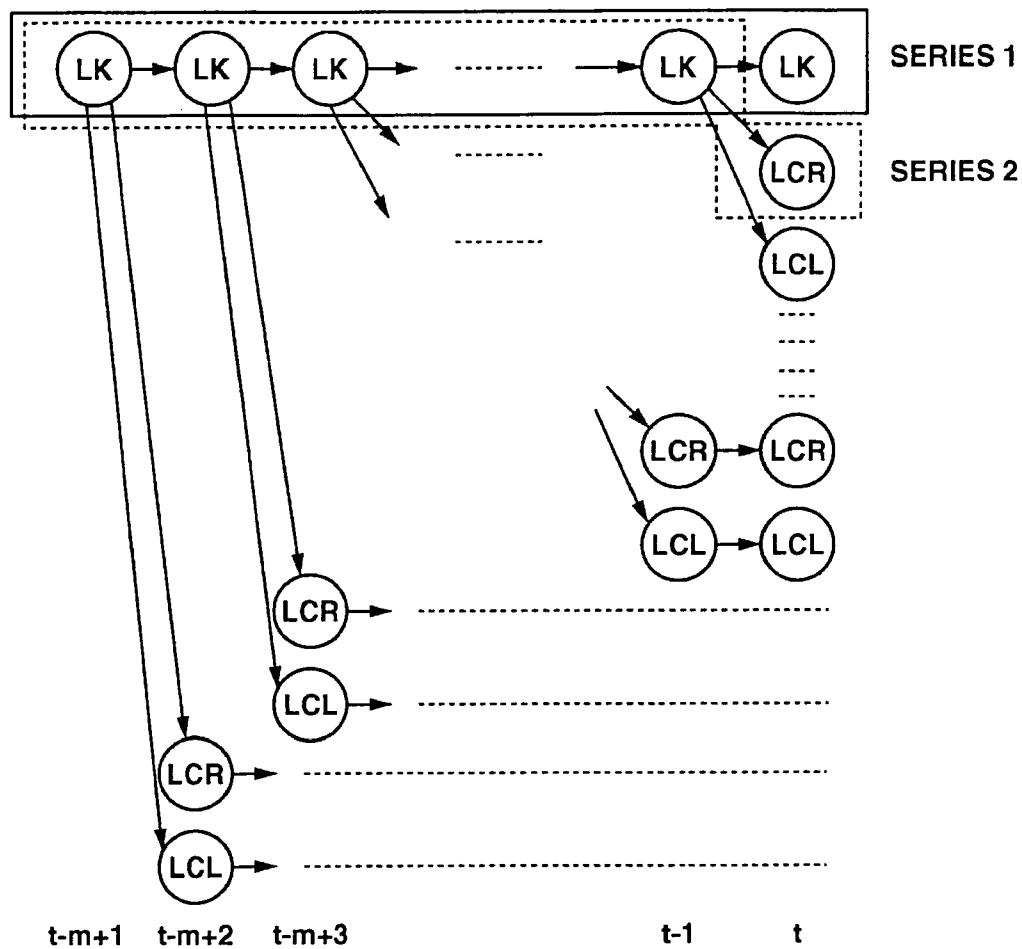 LK LK LK LK LK SERIES 1
LCR SERIES 2
LCL
LCR LCR
LCL LCL
LCR
LCL
LCR
LCL
t-m+1 t-m+2 t-m+3 t-1 t